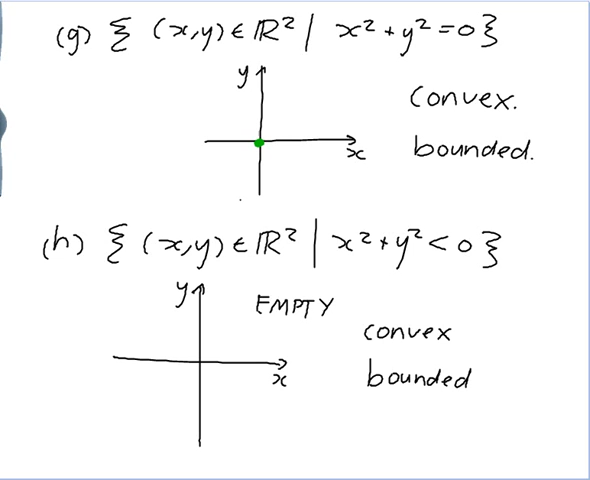 (g) { (x,y) ∈ ℝ² | x² + y² = 0 }
y
convex.
x
bounded.
(h) { (x,y) ∈ ℝ² | x² + y² < 0 }
y
EMPTY
convex
x
bounded